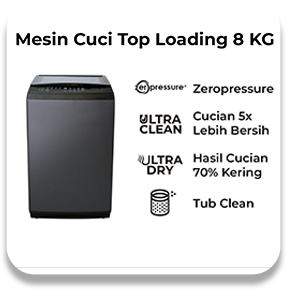 Mesin Cuci Top Loading 8 KG
zeropressure+ Zeropressure
ULTRA CLEAN Cucian 5x Lebih Bersih
ULTRA DRY Hasil Cucian 70% Kering
Tub Clean